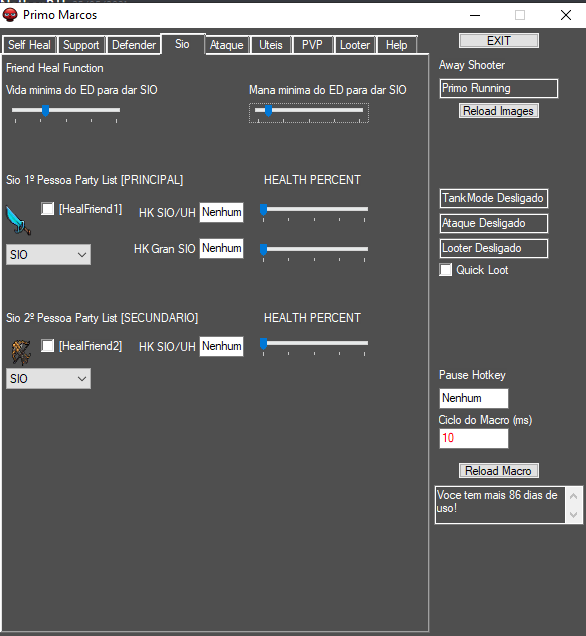 Primo Marcos
Self Heal
Support
Defender
Sio
Ataque
Uteis
PVP
Looter
Help
Friend Heal Function
Vida minima do ED para dar SIO
Mana minima do ED para dar SIO
Sio 1º Pessoa Party List [PRINCIPAL]
HEALTH PERCENT
[HealFriend1]
HK SIO/UH
Nenhum
SIO
HK Gran SIO
Nenhum
Sio 2º Pessoa Party List [SECUNDARIO]
HEALTH PERCENT
[HealFriend2]
HK SIO/UH
Nenhum
SIO
EXIT
Away Shooter
Primo Running
Reload Images
TankMode Desligado
Ataque Desligado
Looter Desligado
Quick Loot
Pause Hotkey
Nenhum
Ciclo do Macro (ms)
10
Reload Macro
Voce tem mais 86 dias de
uso!